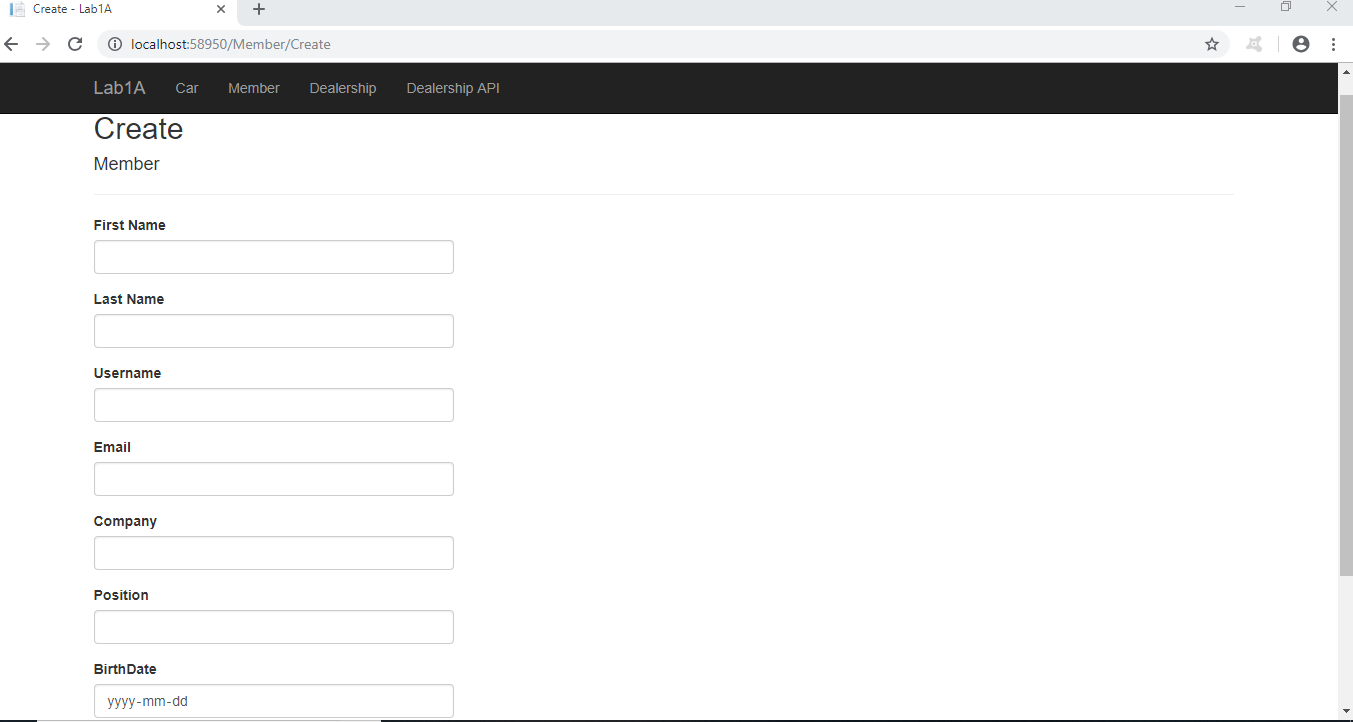 Create - Lab1A
localhost:58950/Member/Create
Lab1A Car Member Dealership Dealership API
Create
Member
First Name
Last Name
Username
Email
Company
Position
BirthDate
yyyy-mm-dd